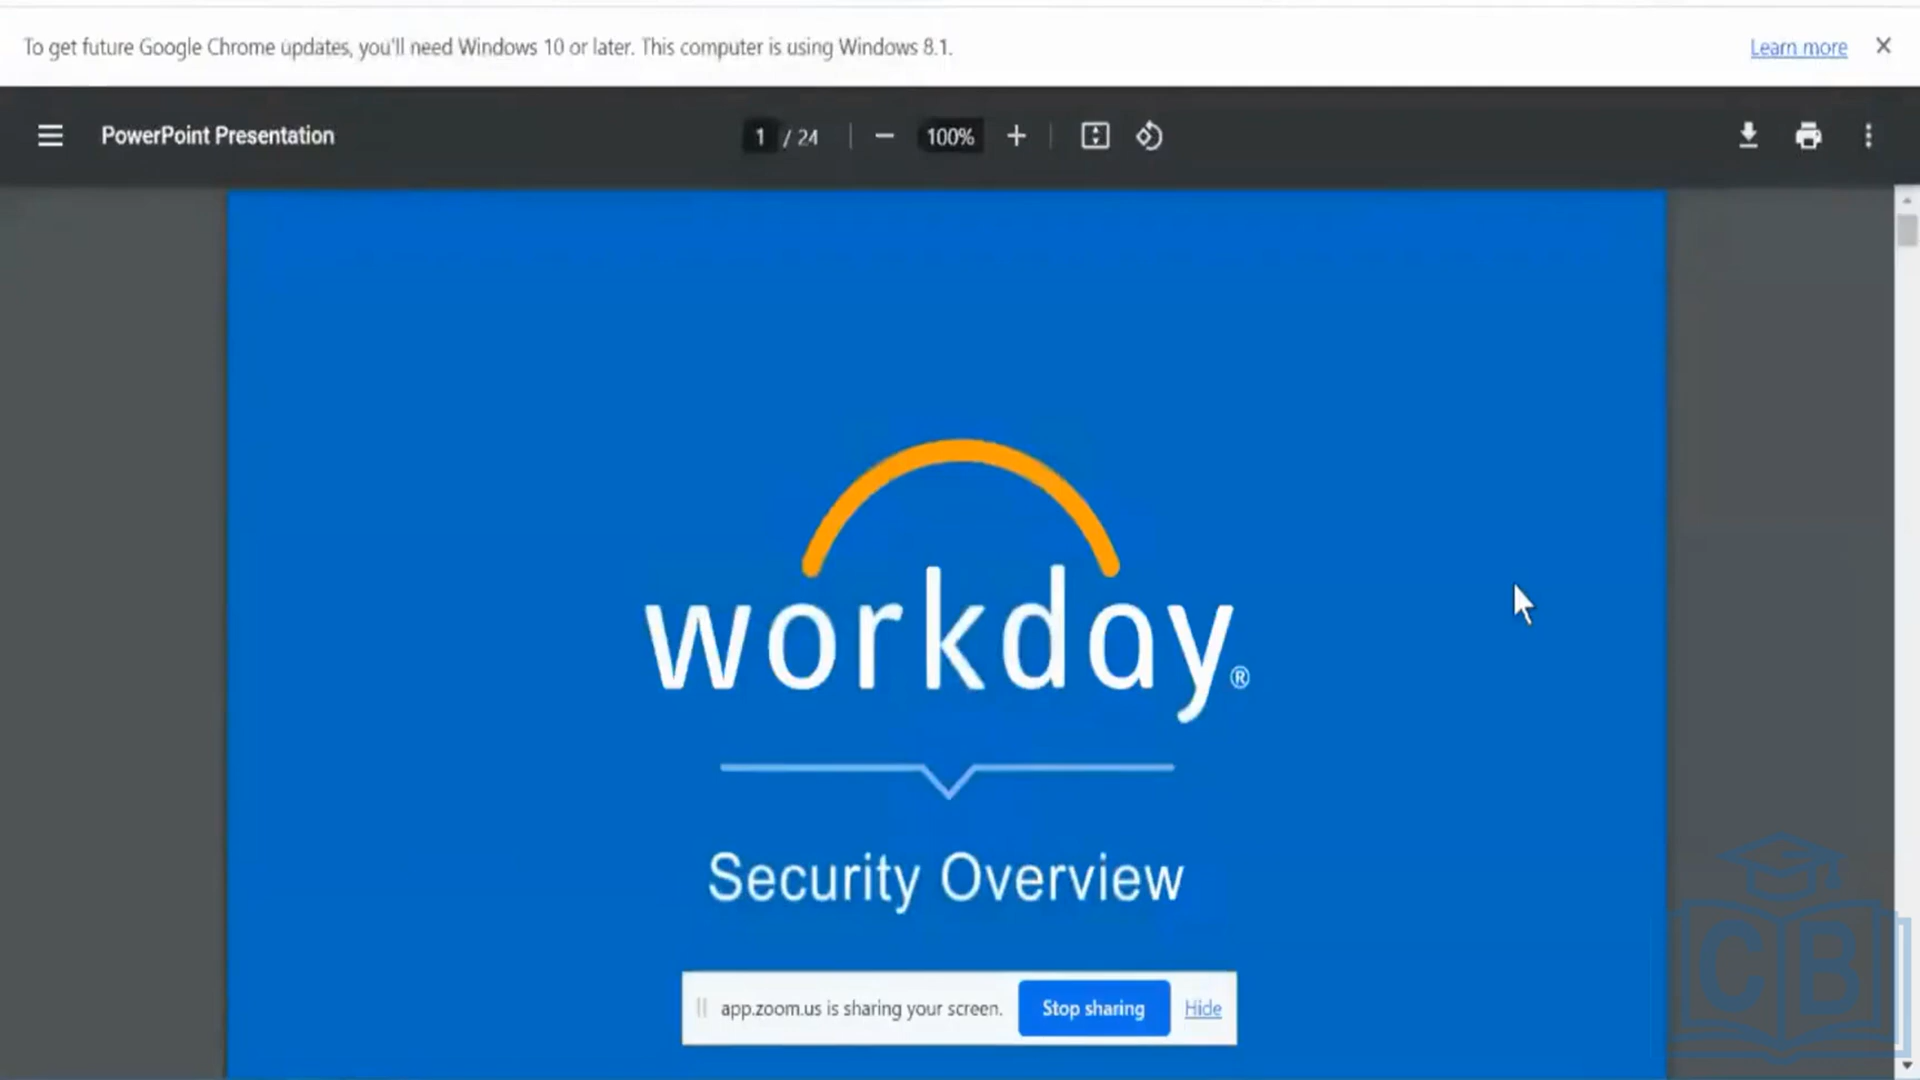 To get future Google Chrome updates, you'll need Windows 10 or later. This computer is using Windows 8.1.
Learn more
PowerPoint Presentation
1 / 24
100%
workday®
Security Overview
app.zoom.us is sharing your screen.
Stop sharing
Hide
CB